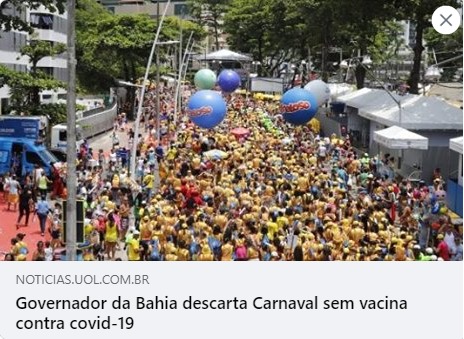 NOTICIAS.UOL.COM.BR
Governador da Bahia descarta Carnaval sem vacina
contra covid-19